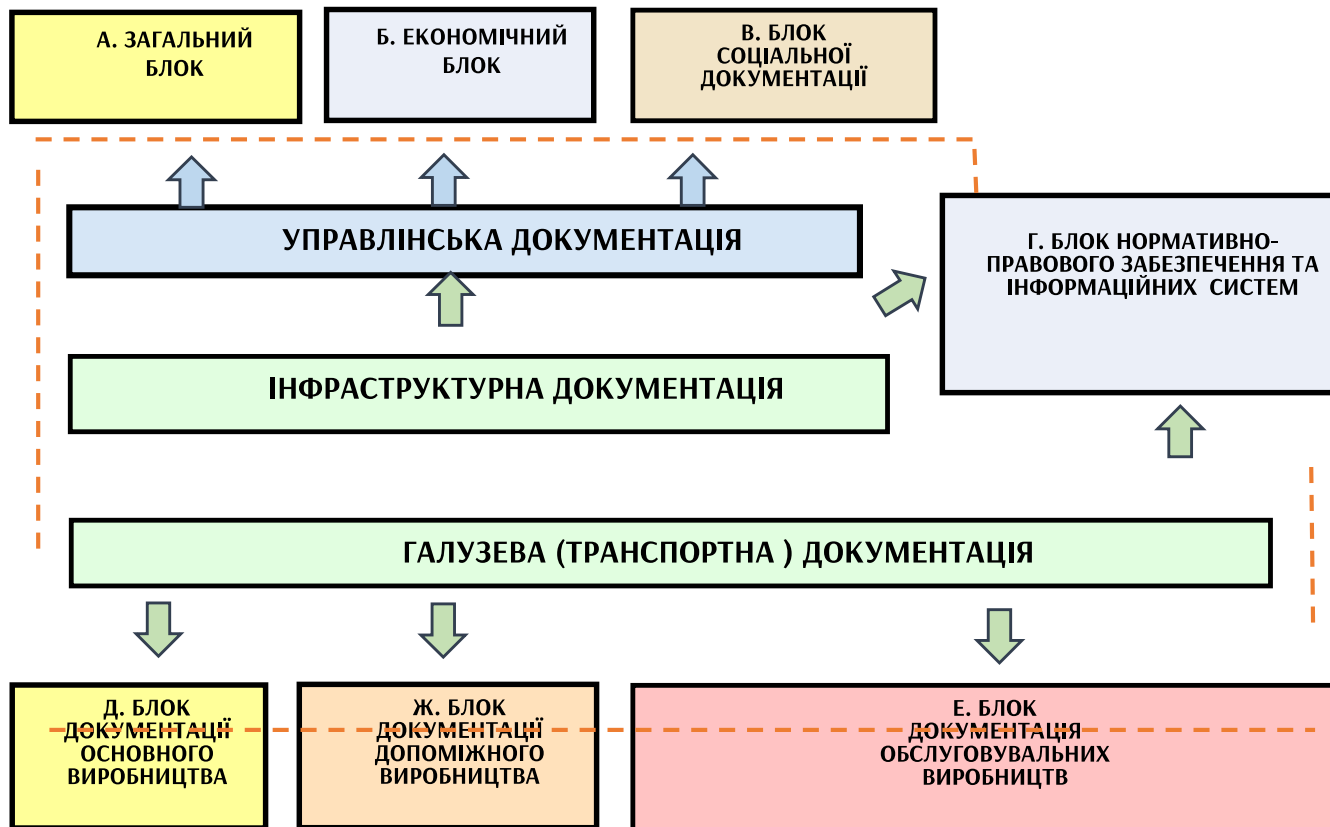 А. ЗАГАЛЬНИЙ
БЛОК
Б. ЕКОНОМІЧНИЙ
БЛОК
В. БЛОК
СОЦІАЛЬНОЇ
ДОКУМЕНТАЦІЇ
УПРАВЛІНСЬКА ДОКУМЕНТАЦІЯ
Г. БЛОК НОРМАТИВНО-
ПРАВОВОГО ЗАБЕЗПЕЧЕННЯ ТА
ІНФОРМАЦІЙНИХ СИСТЕМ
ІНФРАСТРУКТУРНА ДОКУМЕНТАЦІЯ
ГАЛУЗЕВА (ТРАНСПОРТНА ) ДОКУМЕНТАЦІЯ
Д. БЛОК
ДОКУМЕНТАЦІЇ
ОСНОВНОГО
ВИРОБНИЦТВА
Ж. БЛОК
ДОКУМЕНТАЦІЇ
ДОПОМІЖНОГО
ВИРОБНИЦТВА
Е. БЛОК
ДОКУМЕНТАЦІЯ
ОБСЛУГОВУВАЛЬНИХ
ВИРОБНИЦТВ